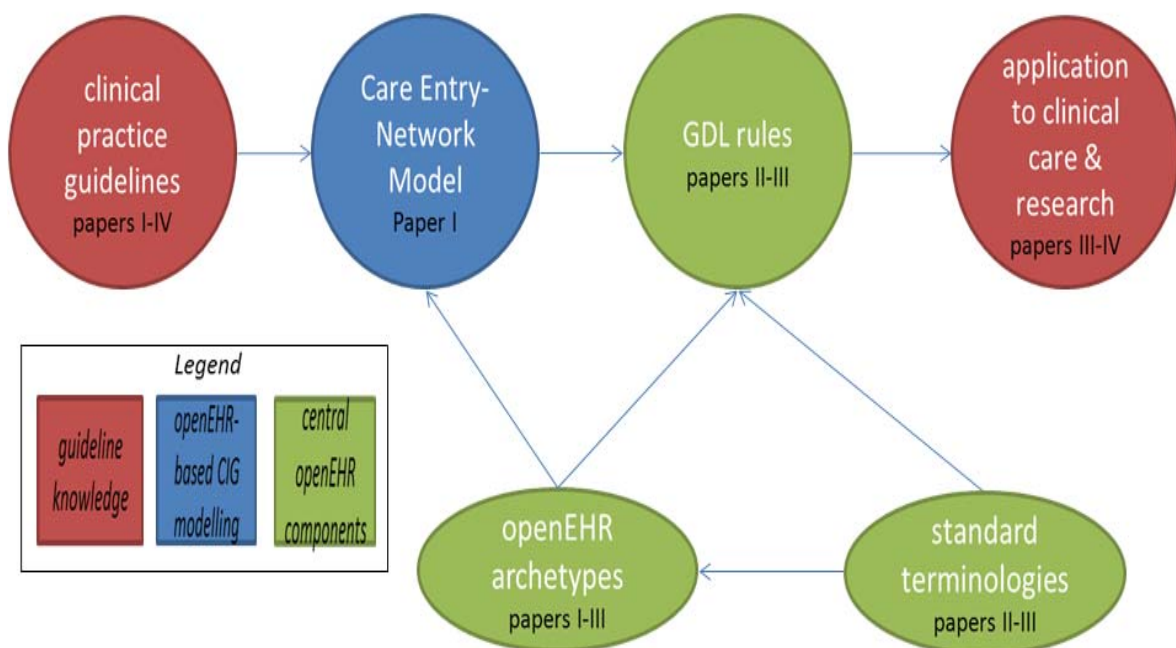 clinical
practice
guidelines
papers I-IV
Care Entry-
Network
Model
Paper I
GDL rules
papers II-III
application
to clinical
care &
research
papers III-IV
Legend
guideline
knowledge
openEHR-
based CIG
modelling
central
openEHR
components
openEHR
archetypes
papers I-III
standard
terminologies
papers II-III